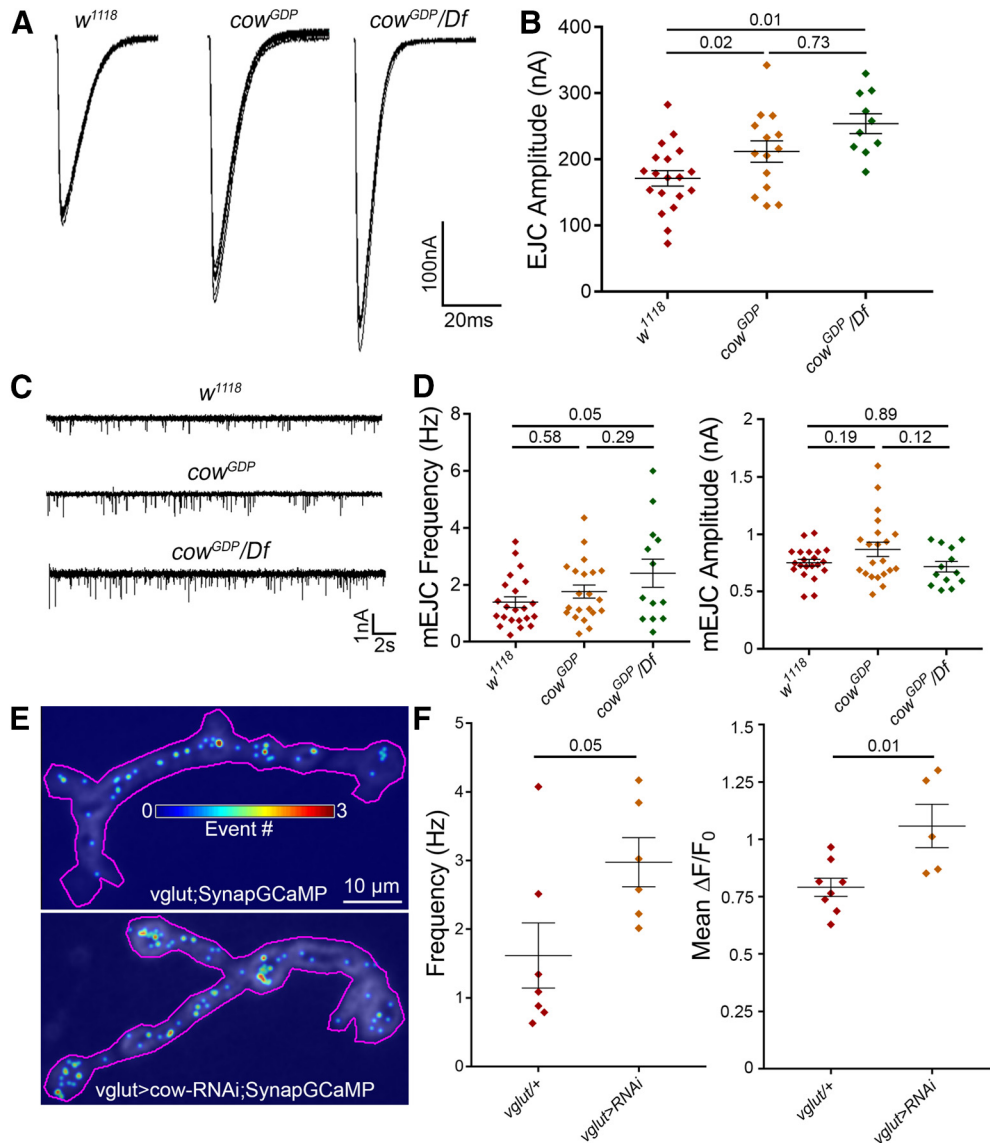 A
w1118
cowGDP
cowGDP/Df
100nA
20ms
B
EJC Amplitude (nA)
400
300
200
100
0
0.01
0.02
0.73
w1118
cowGDP
cowGDP/Df
C
w1118
cowGDP
cowGDP/Df
1nA
2s
D
mEJC Frequency (Hz)
8
6
4
2
0
0.05
0.58
0.29
w1118
cowGDP
cowGDP/Df
mEJC Amplitude (nA)
2
1.5
1
0.5
0
0.89
0.19
0.12
w1118
cowGDP
cowGDP/Df
E
0
3
Event #
10 µm
vglut;SynapGCaMP
vglut>cow-RNAi;SynapGCaMP
F
Frequency (Hz)
5
4
3
2
1
0
0.05
vglut/+
vglut>RNAi
Mean ΔF/F0
1.5
1.25
1
0.75
0.5
0.25
0
0.01
vglut/+
vglut>RNAi